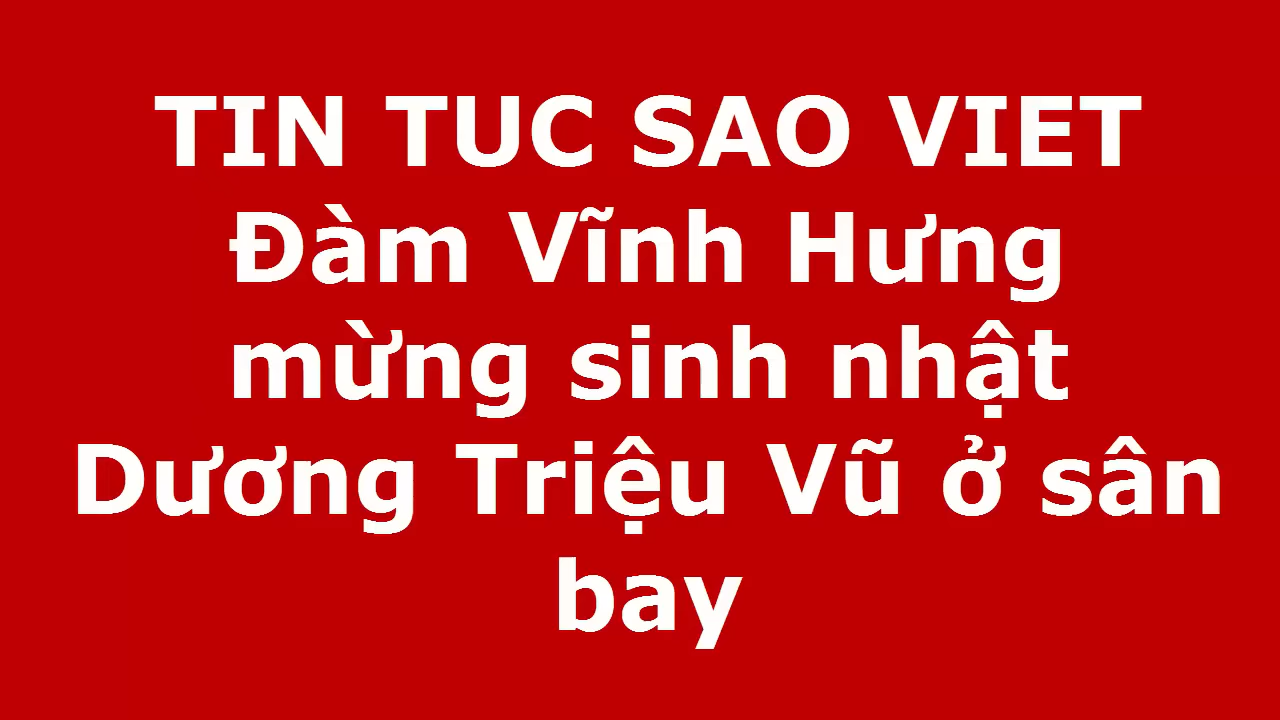 TIN TUC SAO VIET
Đàm Vĩnh Hưng
mừng sinh nhật
Dương Triệu Vũ ở sân
bay